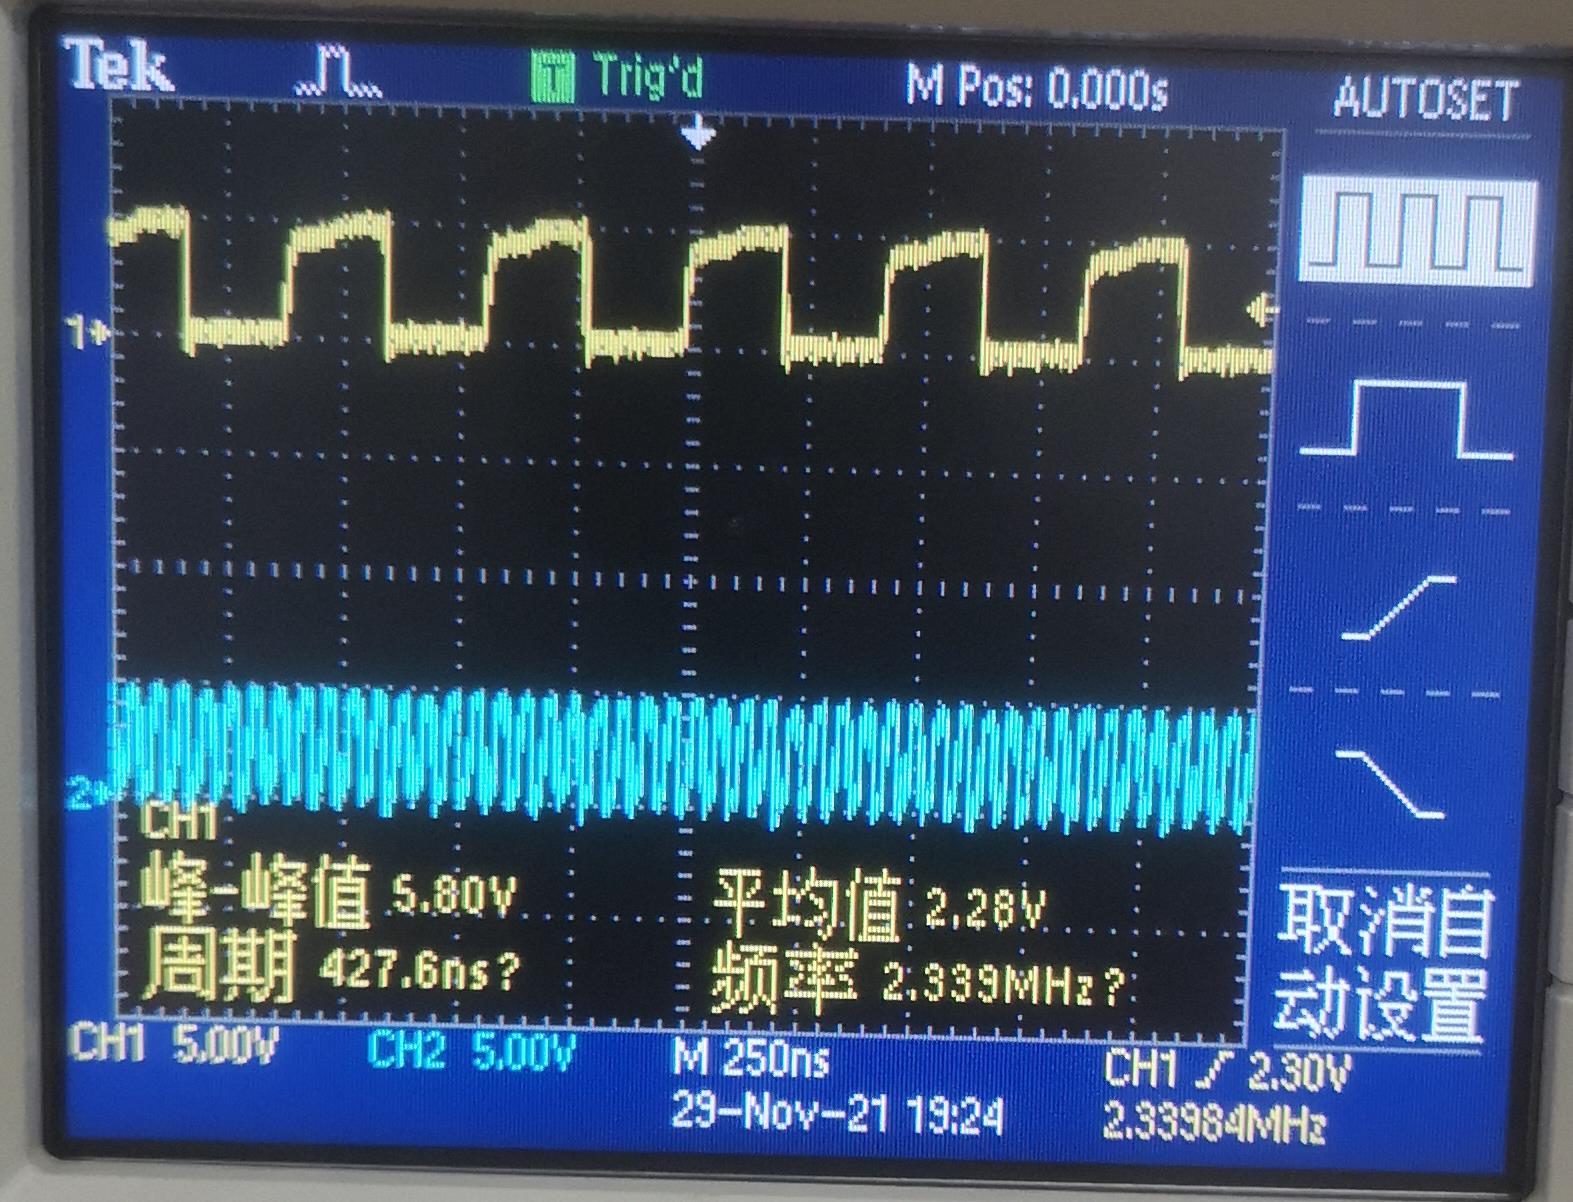 Tek T Trig'd M Pos: 0.000s AUTOSET
1
2
CH1
峰-峰值 5.80V 平均值 2.28V
周期 427.6ns? 频率 2.339MHz?
取消自
动设置
CH1 5.00V CH2 5.00V M 250ns CH1 2.30V
29-Nov-21 19:24 2.33984MHz